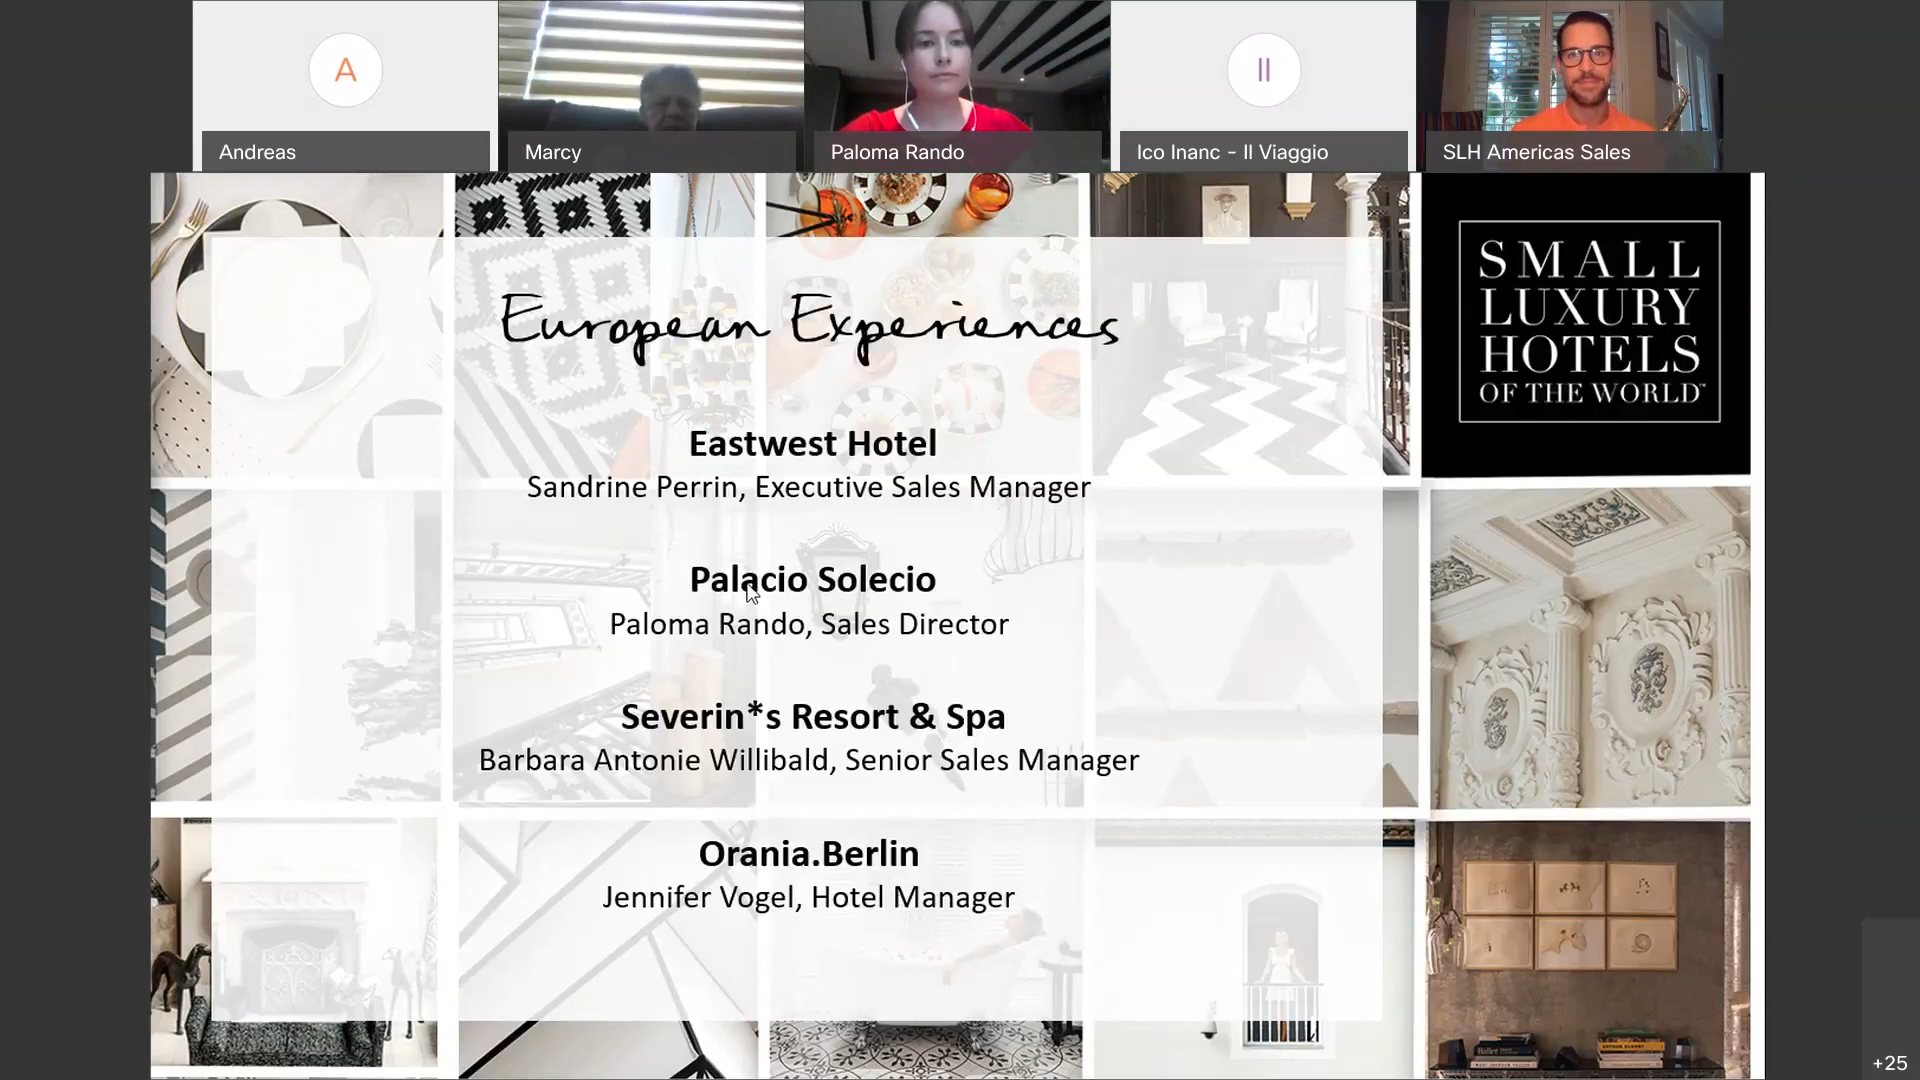 A
Andreas
Marcy
Paloma Rando
II
Ico Inanc - Il Viaggio
SLH Americas Sales
SMALL
LUXURY
HOTELS
OF THE WORLD™
European Experiences
Eastwest Hotel
Sandrine Perrin, Executive Sales Manager
Palacio Solecio
Paloma Rando, Sales Director
Severin*s Resort & Spa
Barbara Antonie Willibald, Senior Sales Manager
Orania.Berlin
Jennifer Vogel, Hotel Manager
+25